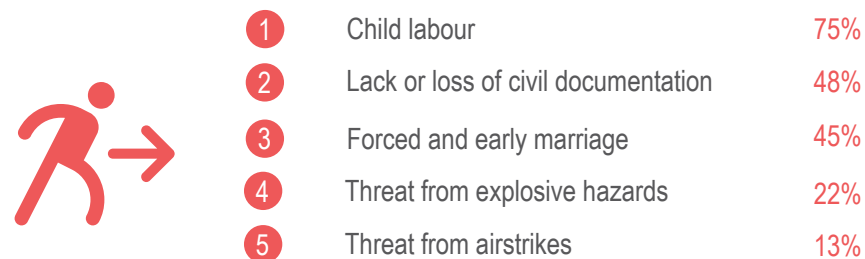 1 Child labour 75%
2 Lack or loss of civil documentation 48%
3 Forced and early marriage 45%
4 Threat from explosive hazards 22%
5 Threat from airstrikes 13%